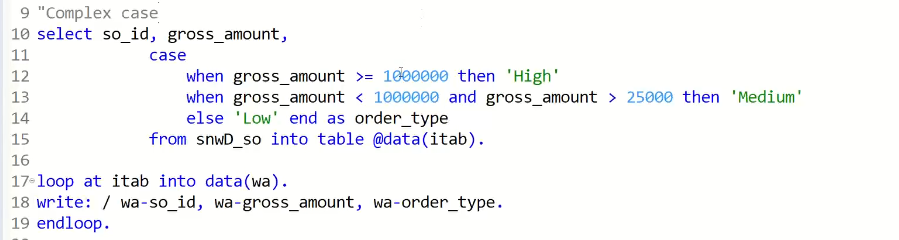 9 "Complex case
10 select so_id, gross_amount,
11 case
12 when gross_amount >= 1000000 then 'High'
13 when gross_amount < 1000000 and gross_amount > 25000 then 'Medium'
14 else 'Low' end as order_type
15 from snwD_so into table @data(itab).
16
17 loop at itab into data(wa).
18 write: / wa-so_id, wa-gross_amount, wa-order_type.
19 endloop.